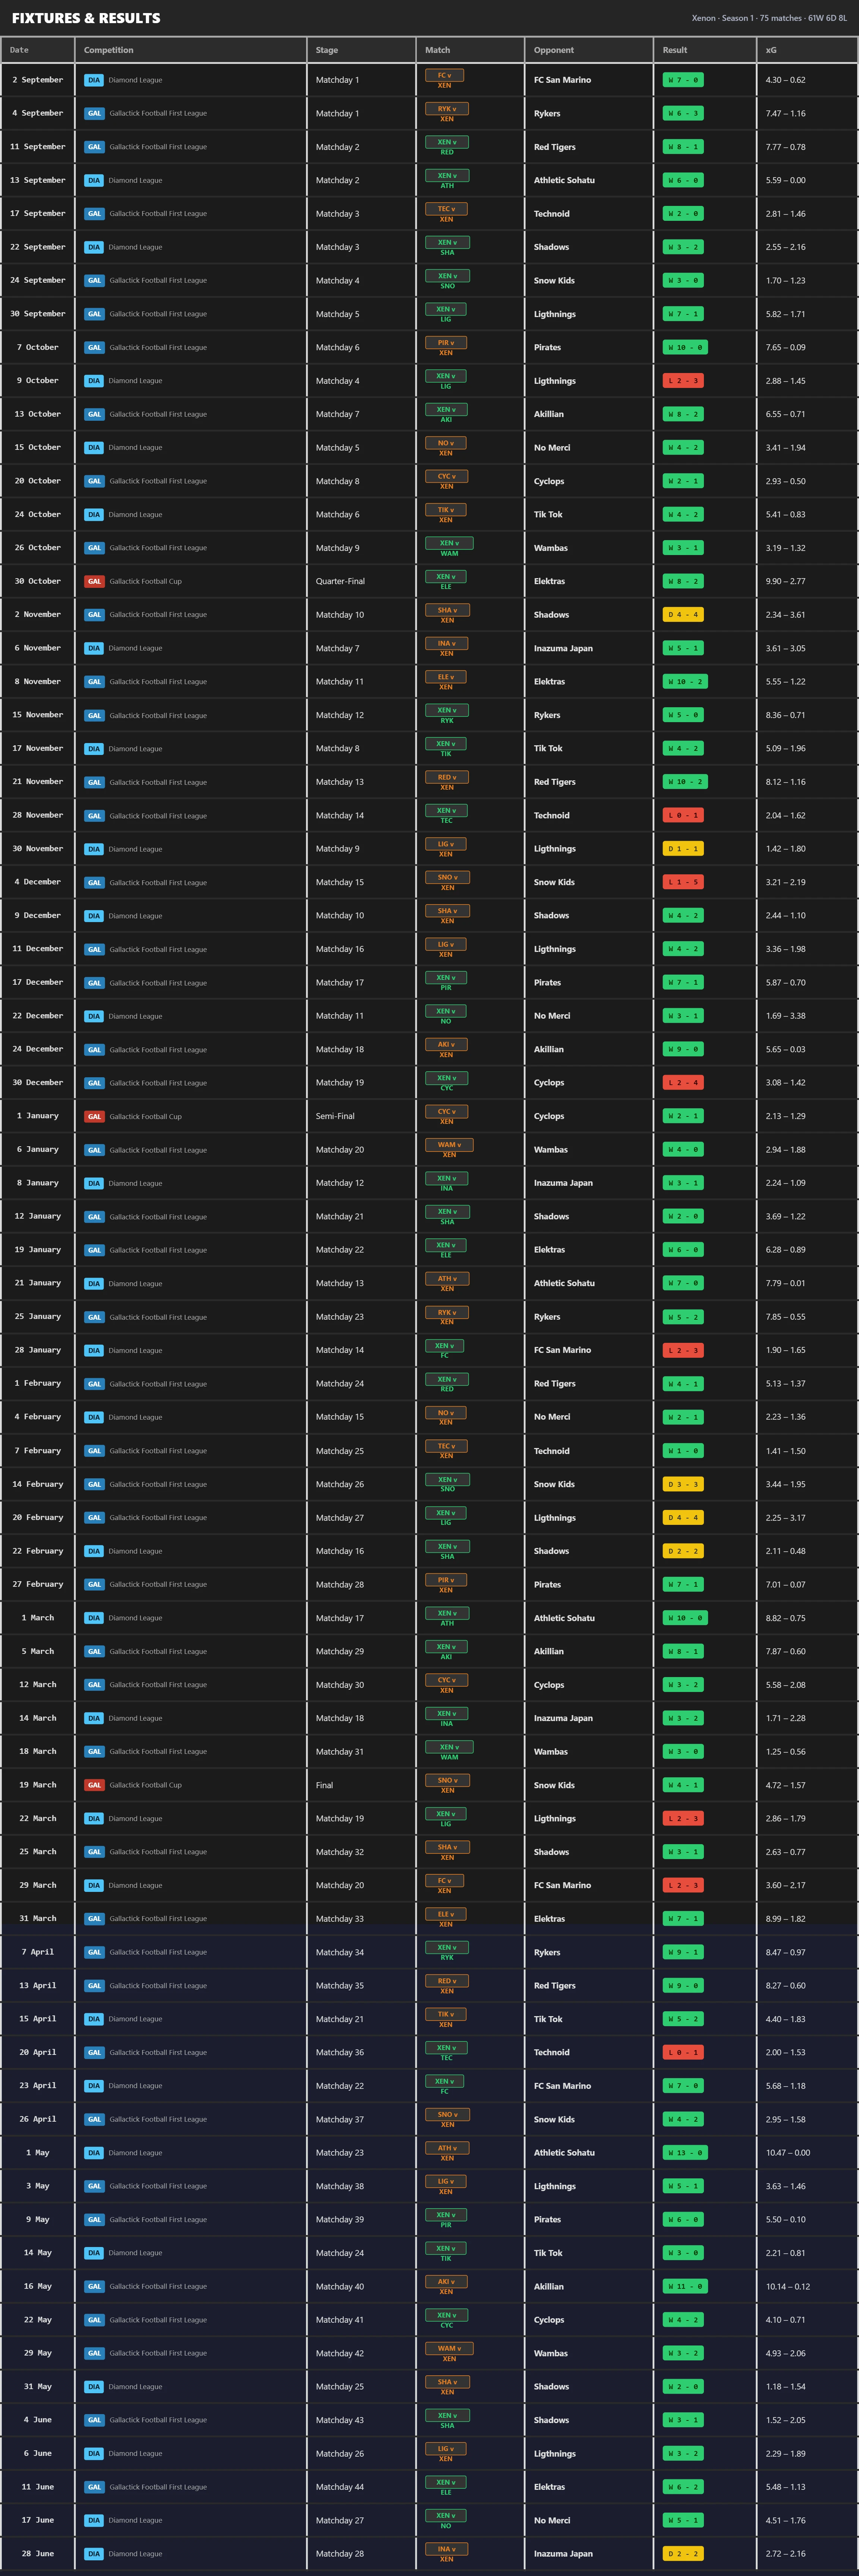 FIXTURES & RESULTS
Xenon · Season 1 · 75 matches · 61W 6D 8L
Date Competition Stage Match Opponent Result xG
2 September DIA Diamond League Matchday 1 FC v XEN FC San Marino W 7 - 0 4.30 – 0.62
4 September GAL Gallactick Football First League Matchday 1 RYK v XEN Rykers W 6 - 3 7.47 – 1.16
11 September GAL Gallactick Football First League Matchday 2 XEN v RED Red Tigers W 8 - 1 7.77 – 0.78
13 September DIA Diamond League Matchday 2 XEN v ATH Athletic Sohatu W 6 - 0 5.59 – 0.00
17 September GAL Gallactick Football First League Matchday 3 TEC v XEN Technoid W 2 - 0 2.81 – 1.46
22 September DIA Diamond League Matchday 3 XEN v SHA Shadows W 3 - 2 2.55 – 2.16
24 September GAL Gallactick Football First League Matchday 4 XEN v SNO Snow Kids W 3 - 0 1.70 – 1.23
30 September GAL Gallactick Football First League Matchday 5 XEN v LIG Ligthnings W 7 - 1 5.82 – 1.71
7 October GAL Gallactick Football First League Matchday 6 PIR v XEN Pirates W 10 - 0 7.65 – 0.09
9 October DIA Diamond League Matchday 4 XEN v LIG Ligthnings L 2 - 3 2.88 – 1.45
13 October GAL Gallactick Football First League Matchday 7 XEN v AKI Akillian W 8 - 2 6.55 – 0.71
15 October DIA Diamond League Matchday 5 NO v XEN No Merci W 4 - 2 3.41 – 1.94
20 October GAL Gallactick Football First League Matchday 8 CYC v XEN Cyclops W 2 - 1 2.93 – 0.50
24 October DIA Diamond League Matchday 6 TIK v XEN Tik Tok W 4 - 2 5.41 – 0.83
26 October GAL Gallactick Football First League Matchday 9 XEN v WAM Wambas W 3 - 1 3.19 – 1.32
30 October GAL Gallactick Football Cup Quarter-Final XEN v ELE Elektras W 8 - 2 9.90 – 2.77
2 November GAL Gallactick Football First League Matchday 10 SHA v XEN Shadows D 4 - 4 2.34 – 3.61
6 November DIA Diamond League Matchday 7 INA v XEN Inazuma Japan W 5 - 1 3.61 – 3.05
8 November GAL Gallactick Football First League Matchday 11 ELE v XEN Elektras W 10 - 2 5.55 – 1.22
15 November GAL Gallactick Football First League Matchday 12 XEN v RYK Rykers W 5 - 0 8.36 – 0.71
17 November DIA Diamond League Matchday 8 XEN v TIK Tik Tok W 4 - 2 5.09 – 1.96
21 November GAL Gallactick Football First League Matchday 13 RED v XEN Red Tigers W 10 - 2 8.12 – 1.16
28 November GAL Gallactick Football First League Matchday 14 XEN v TEC Technoid L 0 - 1 2.04 – 1.62
30 November DIA Diamond League Matchday 9 LIG v XEN Ligthnings D 1 - 1 1.42 – 1.80
4 December GAL Gallactick Football First League Matchday 15 SNO v XEN Snow Kids L 1 - 5 3.21 – 2.19
9 December DIA Diamond League Matchday 10 SHA v XEN Shadows W 4 - 2 2.44 – 1.10
11 December GAL Gallactick Football First League Matchday 16 LIG v XEN Ligthnings W 4 - 2 3.36 – 1.98
17 December GAL Gallactick Football First League Matchday 17 XEN v PIR Pirates W 7 - 1 5.87 – 0.70
22 December DIA Diamond League Matchday 11 XEN v NO No Merci W 3 - 1 1.69 – 3.38
24 December GAL Gallactick Football First League Matchday 18 AKI v XEN Akillian W 9 - 0 5.65 – 0.03
30 December GAL Gallactick Football First League Matchday 19 XEN v CYC Cyclops L 2 - 4 3.08 – 1.42
1 January GAL Gallactick Football Cup Semi-Final CYC v XEN Cyclops W 2 - 1 2.13 – 1.29
6 January GAL Gallactick Football First League Matchday 20 WAM v XEN Wambas W 4 - 0 2.94 – 1.88
8 January DIA Diamond League Matchday 12 XEN v INA Inazuma Japan W 3 - 1 2.24 – 1.09
12 January GAL Gallactick Football First League Matchday 21 XEN v SHA Shadows W 2 - 0 3.69 – 1.22
19 January GAL Gallactick Football First League Matchday 22 XEN v ELE Elektras W 6 - 0 6.28 – 0.89
21 January DIA Diamond League Matchday 13 ATH v XEN Athletic Sohatu W 7 - 0 7.79 – 0.01
25 January GAL Gallactick Football First League Matchday 23 RYK v XEN Rykers W 5 - 2 7.85 – 0.55
28 January DIA Diamond League Matchday 14 XEN v FC FC San Marino L 2 - 3 1.90 – 1.65
1 February GAL Gallactick Football First League Matchday 24 XEN v RED Red Tigers W 4 - 1 5.13 – 1.37
4 February DIA Diamond League Matchday 15 NO v XEN No Merci W 2 - 1 2.23 – 1.36
7 February GAL Gallactick Football First League Matchday 25 TEC v XEN Technoid W 1 - 0 1.41 – 1.50
14 February GAL Gallactick Football First League Matchday 26 XEN v SNO Snow Kids D 3 - 3 3.44 – 1.95
20 February GAL Gallactick Football First League Matchday 27 XEN v LIG Ligthnings D 4 - 4 2.25 – 3.17
22 February DIA Diamond League Matchday 16 XEN v SHA Shadows D 2 - 2 2.11 – 0.48
27 February GAL Gallactick Football First League Matchday 28 PIR v XEN Pirates W 7 - 1 7.01 – 0.07
1 March DIA Diamond League Matchday 17 XEN v ATH Athletic Sohatu W 10 - 0 8.82 – 0.75
5 March GAL Gallactick Football First League Matchday 29 XEN v AKI Akillian W 8 - 1 7.87 – 0.60
12 March GAL Gallactick Football First League Matchday 30 CYC v XEN Cyclops W 3 - 2 5.58 – 2.08
14 March DIA Diamond League Matchday 18 XEN v INA Inazuma Japan W 3 - 2 1.71 – 2.28
18 March GAL Gallactick Football First League Matchday 31 XEN v WAM Wambas W 3 - 0 1.25 – 0.56
19 March GAL Gallactick Football Cup Final SNO v XEN Snow Kids W 4 - 1 4.72 – 1.57
22 March DIA Diamond League Matchday 19 XEN v LIG Ligthnings L 2 - 3 2.86 – 1.79
25 March GAL Gallactick Football First League Matchday 32 SHA v XEN Shadows W 3 - 1 2.63 – 0.77
29 March DIA Diamond League Matchday 20 FC v XEN FC San Marino L 2 - 3 3.60 – 2.17
31 March GAL Gallactick Football First League Matchday 33 ELE v XEN Elektras W 7 - 1 8.99 – 1.82
7 April GAL Gallactick Football First League Matchday 34 XEN v RYK Rykers W 9 - 1 8.47 – 0.97
13 April GAL Gallactick Football First League Matchday 35 RED v XEN Red Tigers W 9 - 0 8.27 – 0.60
15 April DIA Diamond League Matchday 21 TIK v XEN Tik Tok W 5 - 2 4.40 – 1.83
20 April GAL Gallactick Football First League Matchday 36 XEN v TEC Technoid L 0 - 1 2.00 – 1.53
23 April DIA Diamond League Matchday 22 XEN v FC FC San Marino W 7 - 0 5.68 – 1.18
26 April GAL Gallactick Football First League Matchday 37 SNO v XEN Snow Kids W 4 - 2 2.95 – 1.58
1 May DIA Diamond League Matchday 23 ATH v XEN Athletic Sohatu W 13 - 0 10.47 – 0.00
3 May GAL Gallactick Football First League Matchday 38 LIG v XEN Ligthnings W 5 - 1 3.63 – 1.46
9 May GAL Gallactick Football First League Matchday 39 XEN v PIR Pirates W 6 - 0 5.50 – 0.10
14 May DIA Diamond League Matchday 24 XEN v TIK Tik Tok W 3 - 0 2.21 – 0.81
16 May GAL Gallactick Football First League Matchday 40 AKI v XEN Akillian W 11 - 0 10.14 – 0.12
22 May GAL Gallactick Football First League Matchday 41 XEN v CYC Cyclops W 4 - 2 4.10 – 0.71
29 May GAL Gallactick Football First League Matchday 42 WAM v XEN Wambas W 3 - 2 4.93 – 2.06
31 May DIA Diamond League Matchday 25 SHA v XEN Shadows W 2 - 0 1.18 – 1.54
4 June GAL Gallactick Football First League Matchday 43 XEN v SHA Shadows W 3 - 1 1.52 – 2.05
6 June DIA Diamond League Matchday 26 LIG v XEN Ligthnings W 3 - 2 2.29 – 1.89
11 June GAL Gallactick Football First League Matchday 44 XEN v ELE Elektras W 6 - 2 5.48 – 1.13
17 June DIA Diamond League Matchday 27 XEN v NO No Merci W 5 - 1 4.51 – 1.76
28 June DIA Diamond League Matchday 28 INA v XEN Inazuma Japan D 2 - 2 2.72 – 2.16